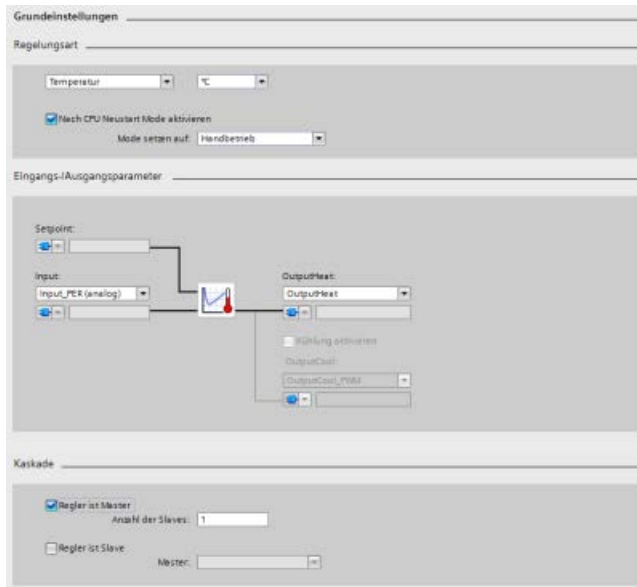 Grundeinstellungen
Regelungsart
Temperatur °C
Nach CPU Neustart Mode aktivieren
Mode setzen auf: Handbetrieb
Eingangs-/Ausgangsparameter
Setpoint:
Input: OutputHeat:
Input_PER (analog) OutputHeat
Kühlung aktivieren
OutputCool:
OutputCool_PWM
Kaskade
Regler ist Master
Anzahl der Slaves: 1
Regler ist Slave
Master: